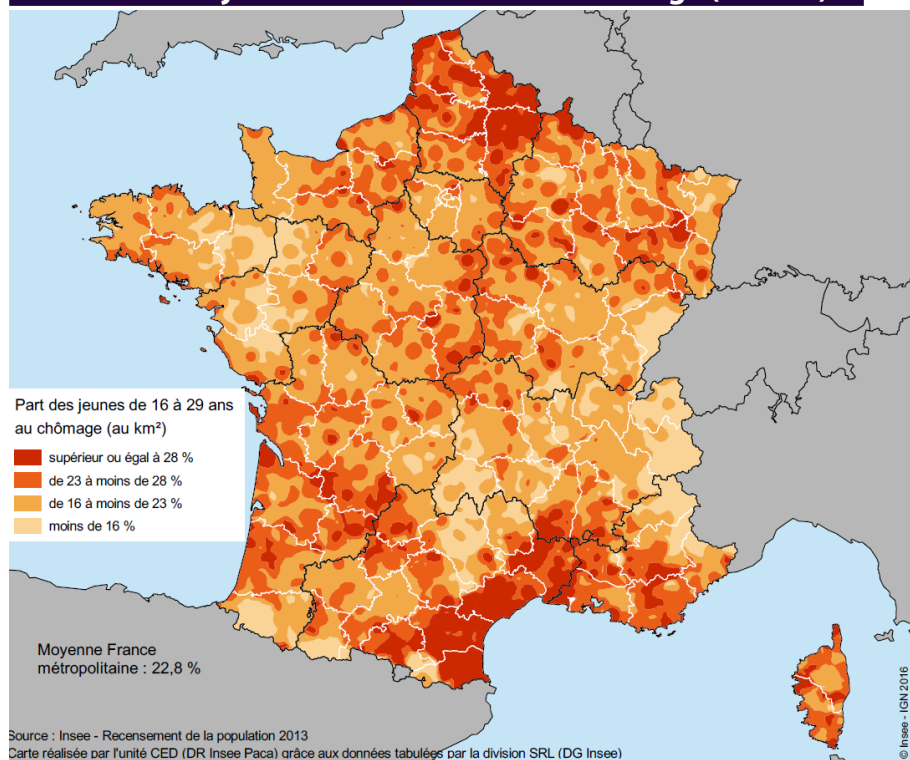 Part des jeunes de 16 à 29 ans
au chômage (au km²)
supérieur ou égal à 28 %
de 23 à moins de 28 %
de 16 à moins de 23 %
moins de 16 %
Moyenne France
métropolitaine : 22,8 %
Source : Insee - Recensement de la population 2013
Carte réalisée par l'unité CED (DR Insee Paca) grâce aux données tabulées par la division SRL (DG Insee)
© Insee - IGN 2016